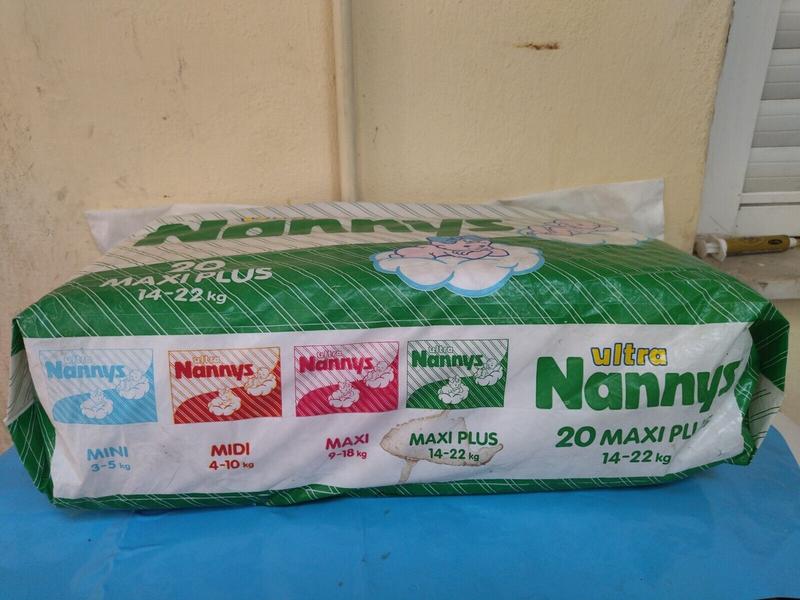 Nannys
20
MAXI PLUS
14-22 kg
ultra
Nannys
MINI
3-5 kg
ultra
Nannys
MIDI
4-10 kg
ultra
Nannys
MAXI
9-18 kg
ultra
Nannys
MAXI PLUS
14-22 kg
ultra
Nannys
20 MAXI PLUS
14-22 kg